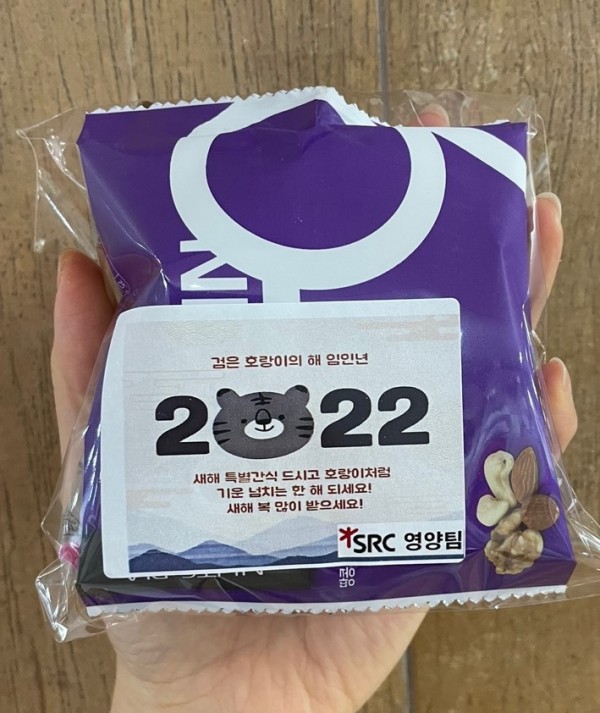 검은 호랑이의 해 임인년
2022
새해 특별간식 드시고 호랑이처럼
기운 넘치는 한 해 되세요!
새해 복 많이 받으세요!
SRC 영양팀